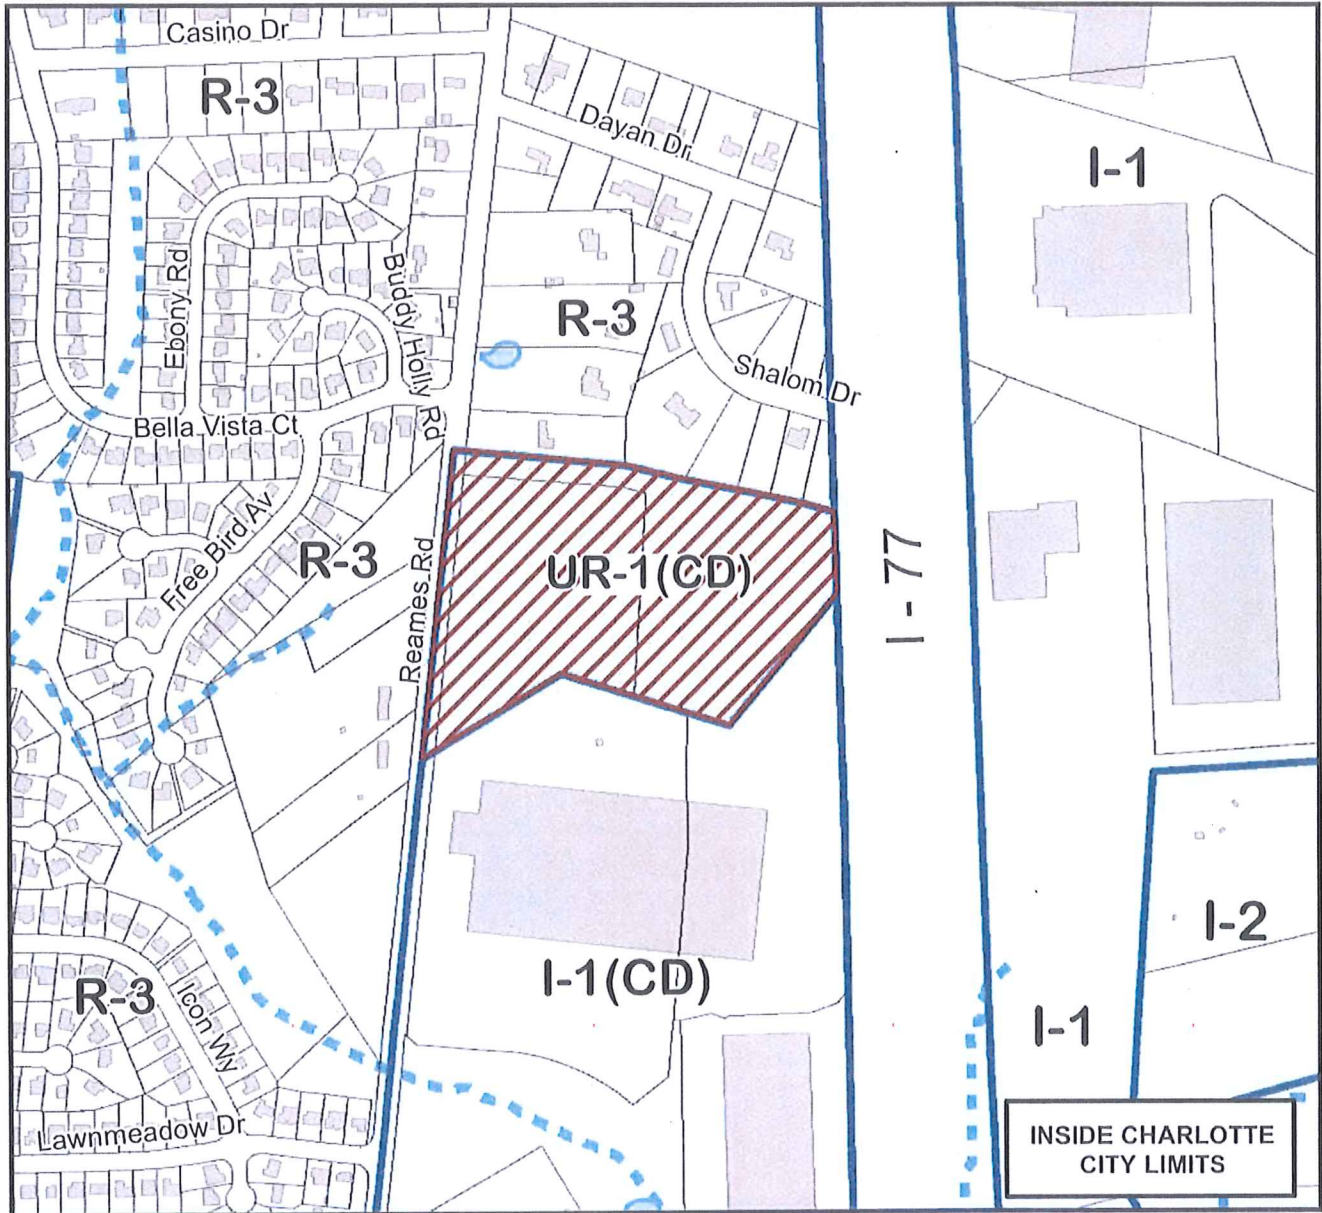 Casino Dr
R-3
Dayan Dr
I-1
Ebony Rd
Buddy Holly Rd
R-3
Shalom Dr
Bella Vista Ct
Free Bird Av
R-3
Reames Rd
UR-1(CD)
I - 77
I-2
I-1(CD)
R-3
Icon Wy
I-1
Lawnmeadow Dr
INSIDE CHARLOTTE
CITY LIMITS